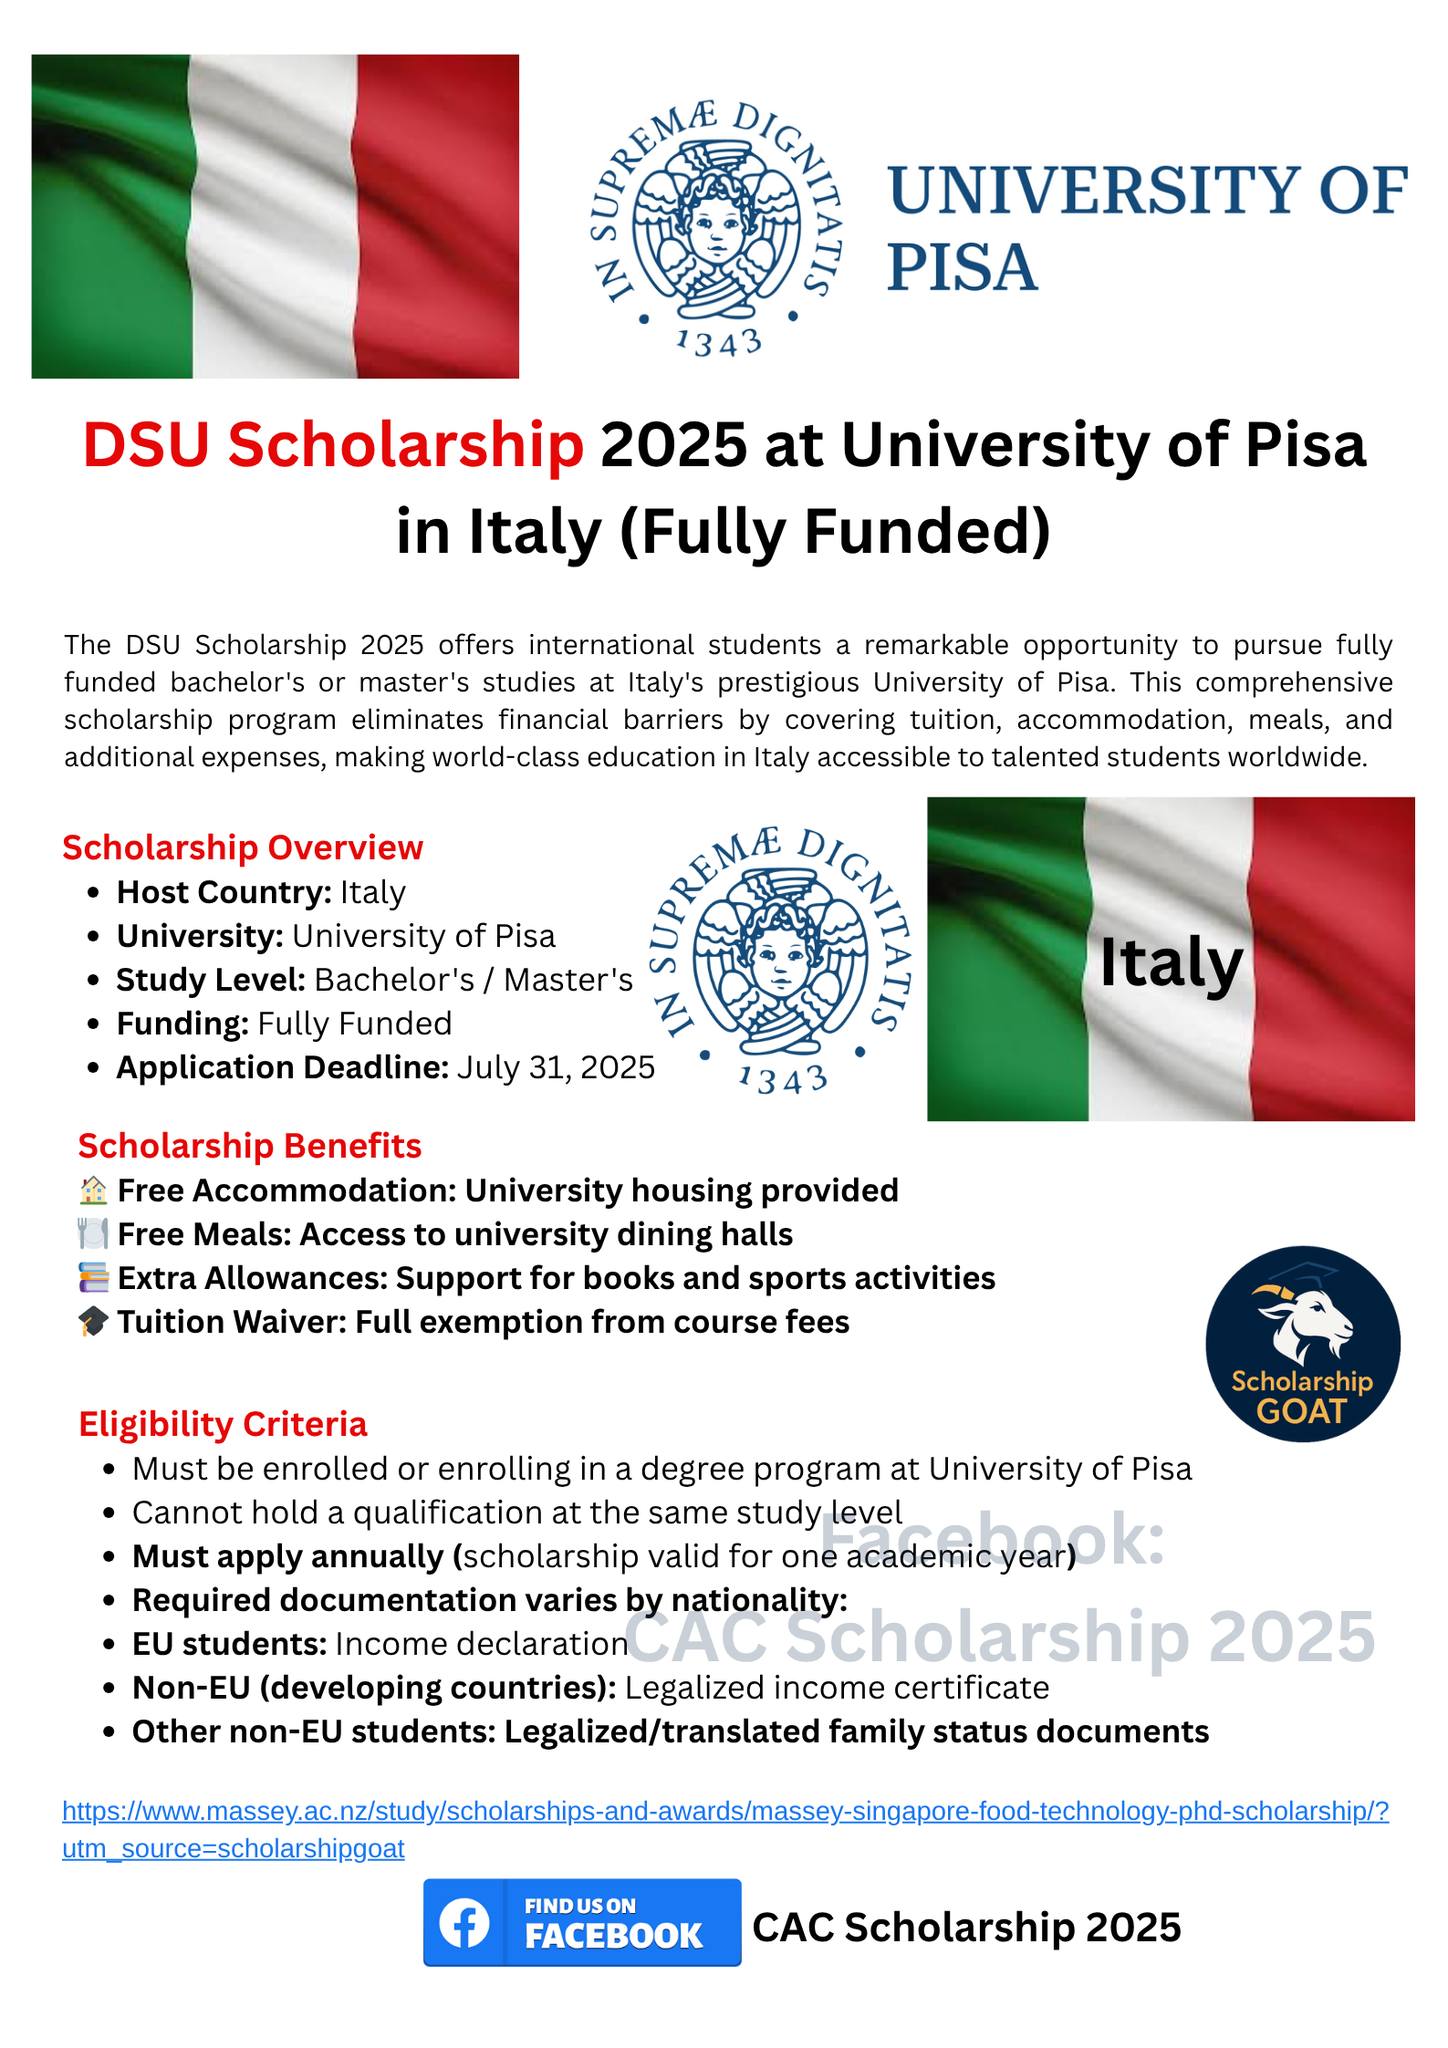 IN SUPREMÆ DIGNITATIS
1343
UNIVERSITY OF
PISA
DSU Scholarship 2025 at University of Pisa
in Italy (Fully Funded)
The DSU Scholarship 2025 offers international students a remarkable opportunity to pursue fully
funded bachelor's or master's studies at Italy's prestigious University of Pisa. This comprehensive
scholarship program eliminates financial barriers by covering tuition, accommodation, meals, and
additional expenses, making world-class education in Italy accessible to talented students worldwide.
Scholarship Overview
• Host Country: Italy
• University: University of Pisa
• Study Level: Bachelor's / Master's
• Funding: Fully Funded
• Application Deadline: July 31, 2025
IN SUPREMÆ DIGNITATIS
1343
Italy
Scholarship Benefits
🏠 Free Accommodation: University housing provided
🍽️ Free Meals: Access to university dining halls
📚 Extra Allowances: Support for books and sports activities
🎓 Tuition Waiver: Full exemption from course fees
Scholarship
GOAT
Eligibility Criteria
• Must be enrolled or enrolling in a degree program at University of Pisa
• Cannot hold a qualification at the same study level
• Must apply annually (scholarship valid for one academic year)
• Required documentation varies by nationality:
• EU students: Income declaration
• Non-EU (developing countries): Legalized income certificate
• Other non-EU students: Legalized/translated family status documents
Facebook:
CAC Scholarship 2025
https://www.massey.ac.nz/study/scholarships-and-awards/massey-singapore-food-technology-phd-scholarship/?
utm_source=scholarshipgoat
FIND US ON
FACEBOOK
CAC Scholarship 2025